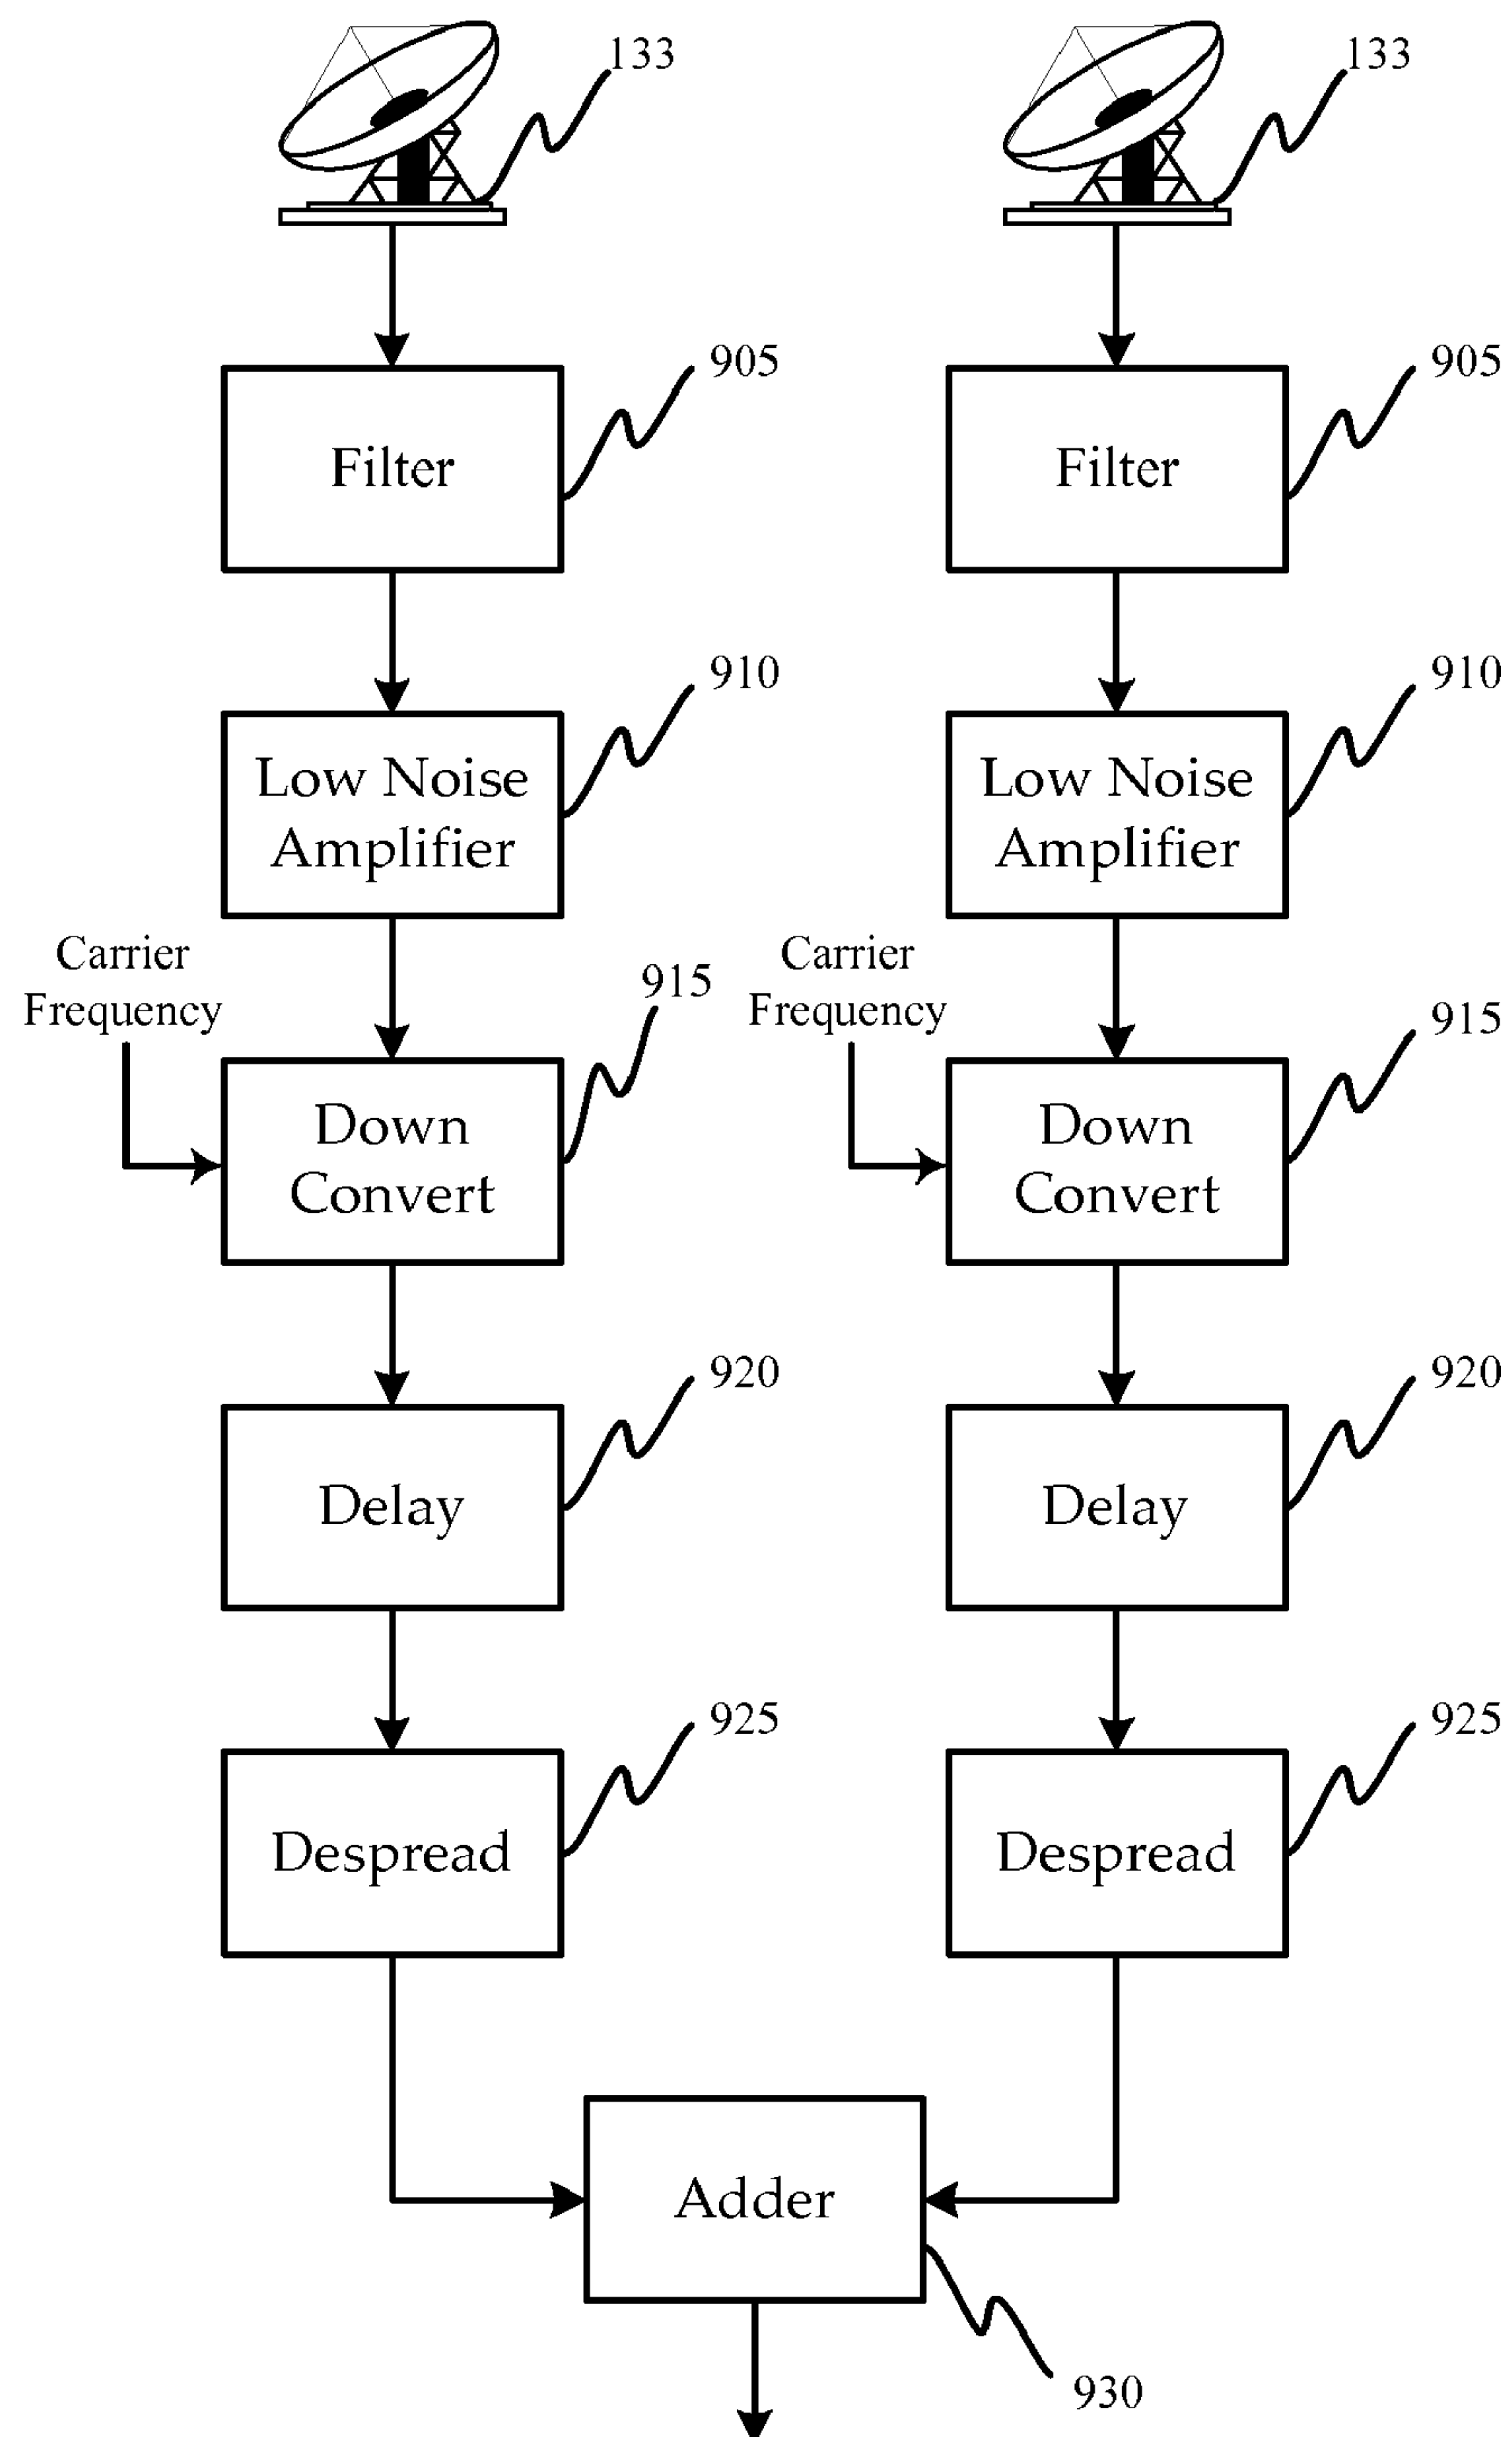 133
133
905
905
Filter
Filter
910
910
Low Noise
Amplifier
Low Noise
Amplifier
Carrier
Frequency
915
Carrier
Frequency
915
Down
Convert
Down
Convert
920
920
Delay
Delay
925
925
Despread
Despread
Adder
930